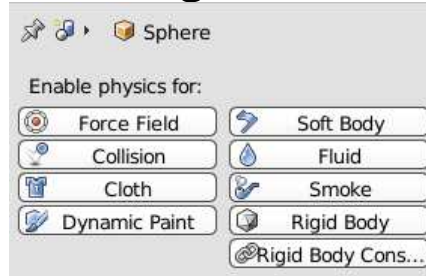 Sphere
Enable physics for:
Force Field Soft Body
Collision Fluid
Cloth Smoke
Dynamic Paint Rigid Body
Rigid Body Cons...